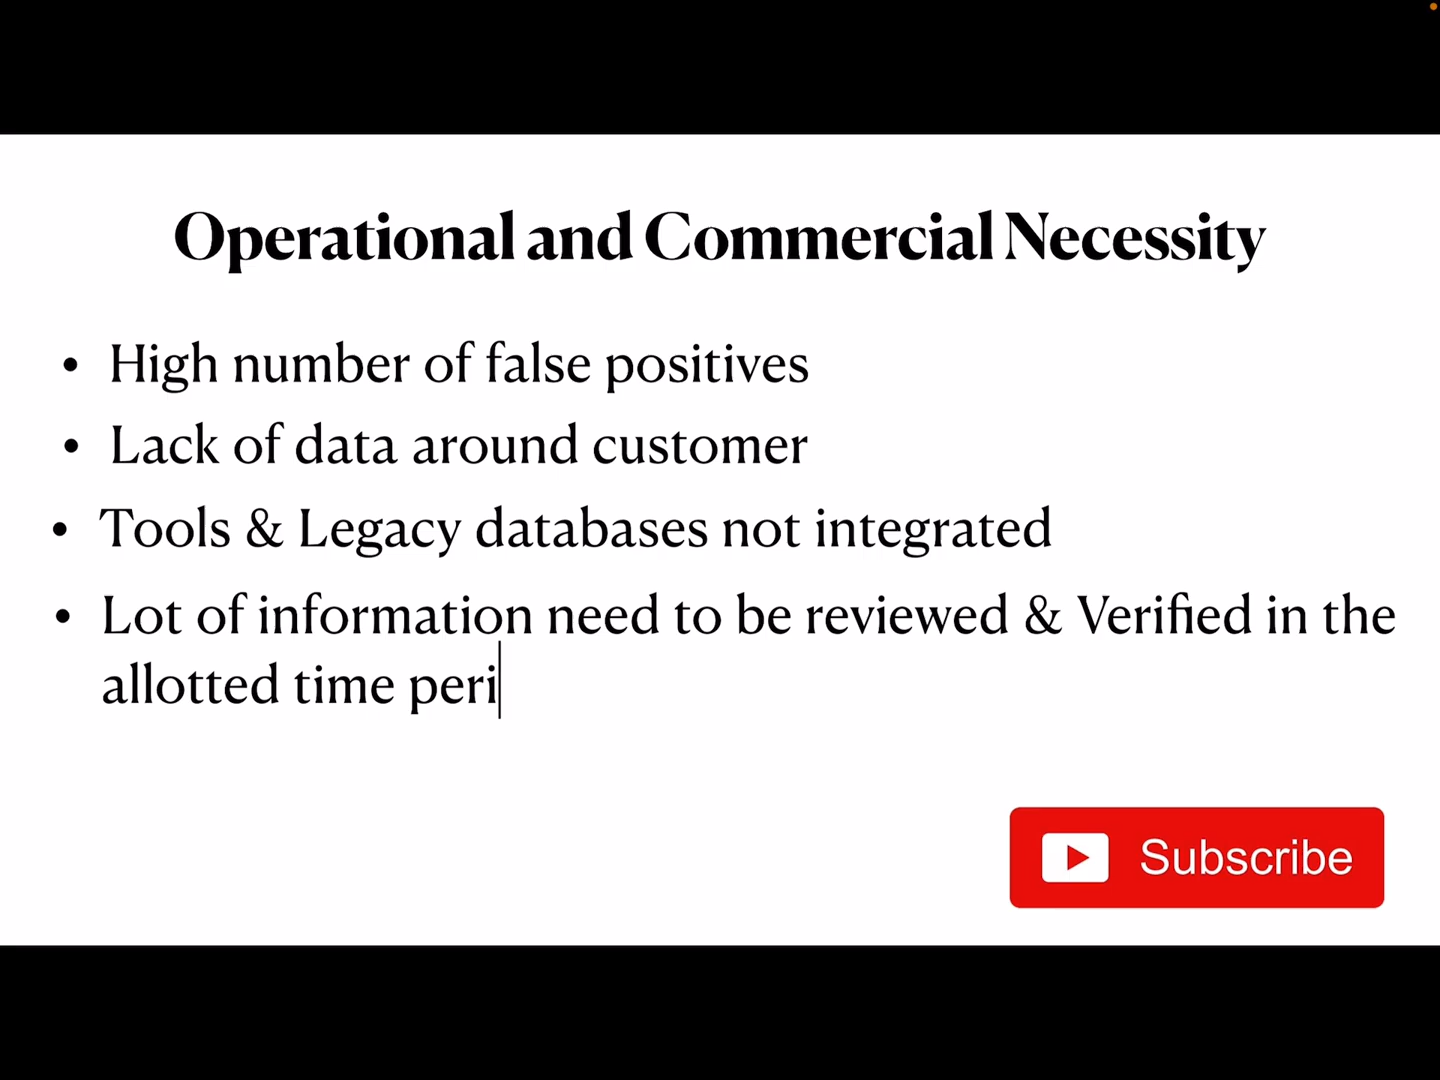 Operational and Commercial Necessity
• High number of false positives
• Lack of data around customer
• Tools & Legacy databases not integrated
• Lot of information need to be reviewed & Verified in the
allotted time peri
Subscribe